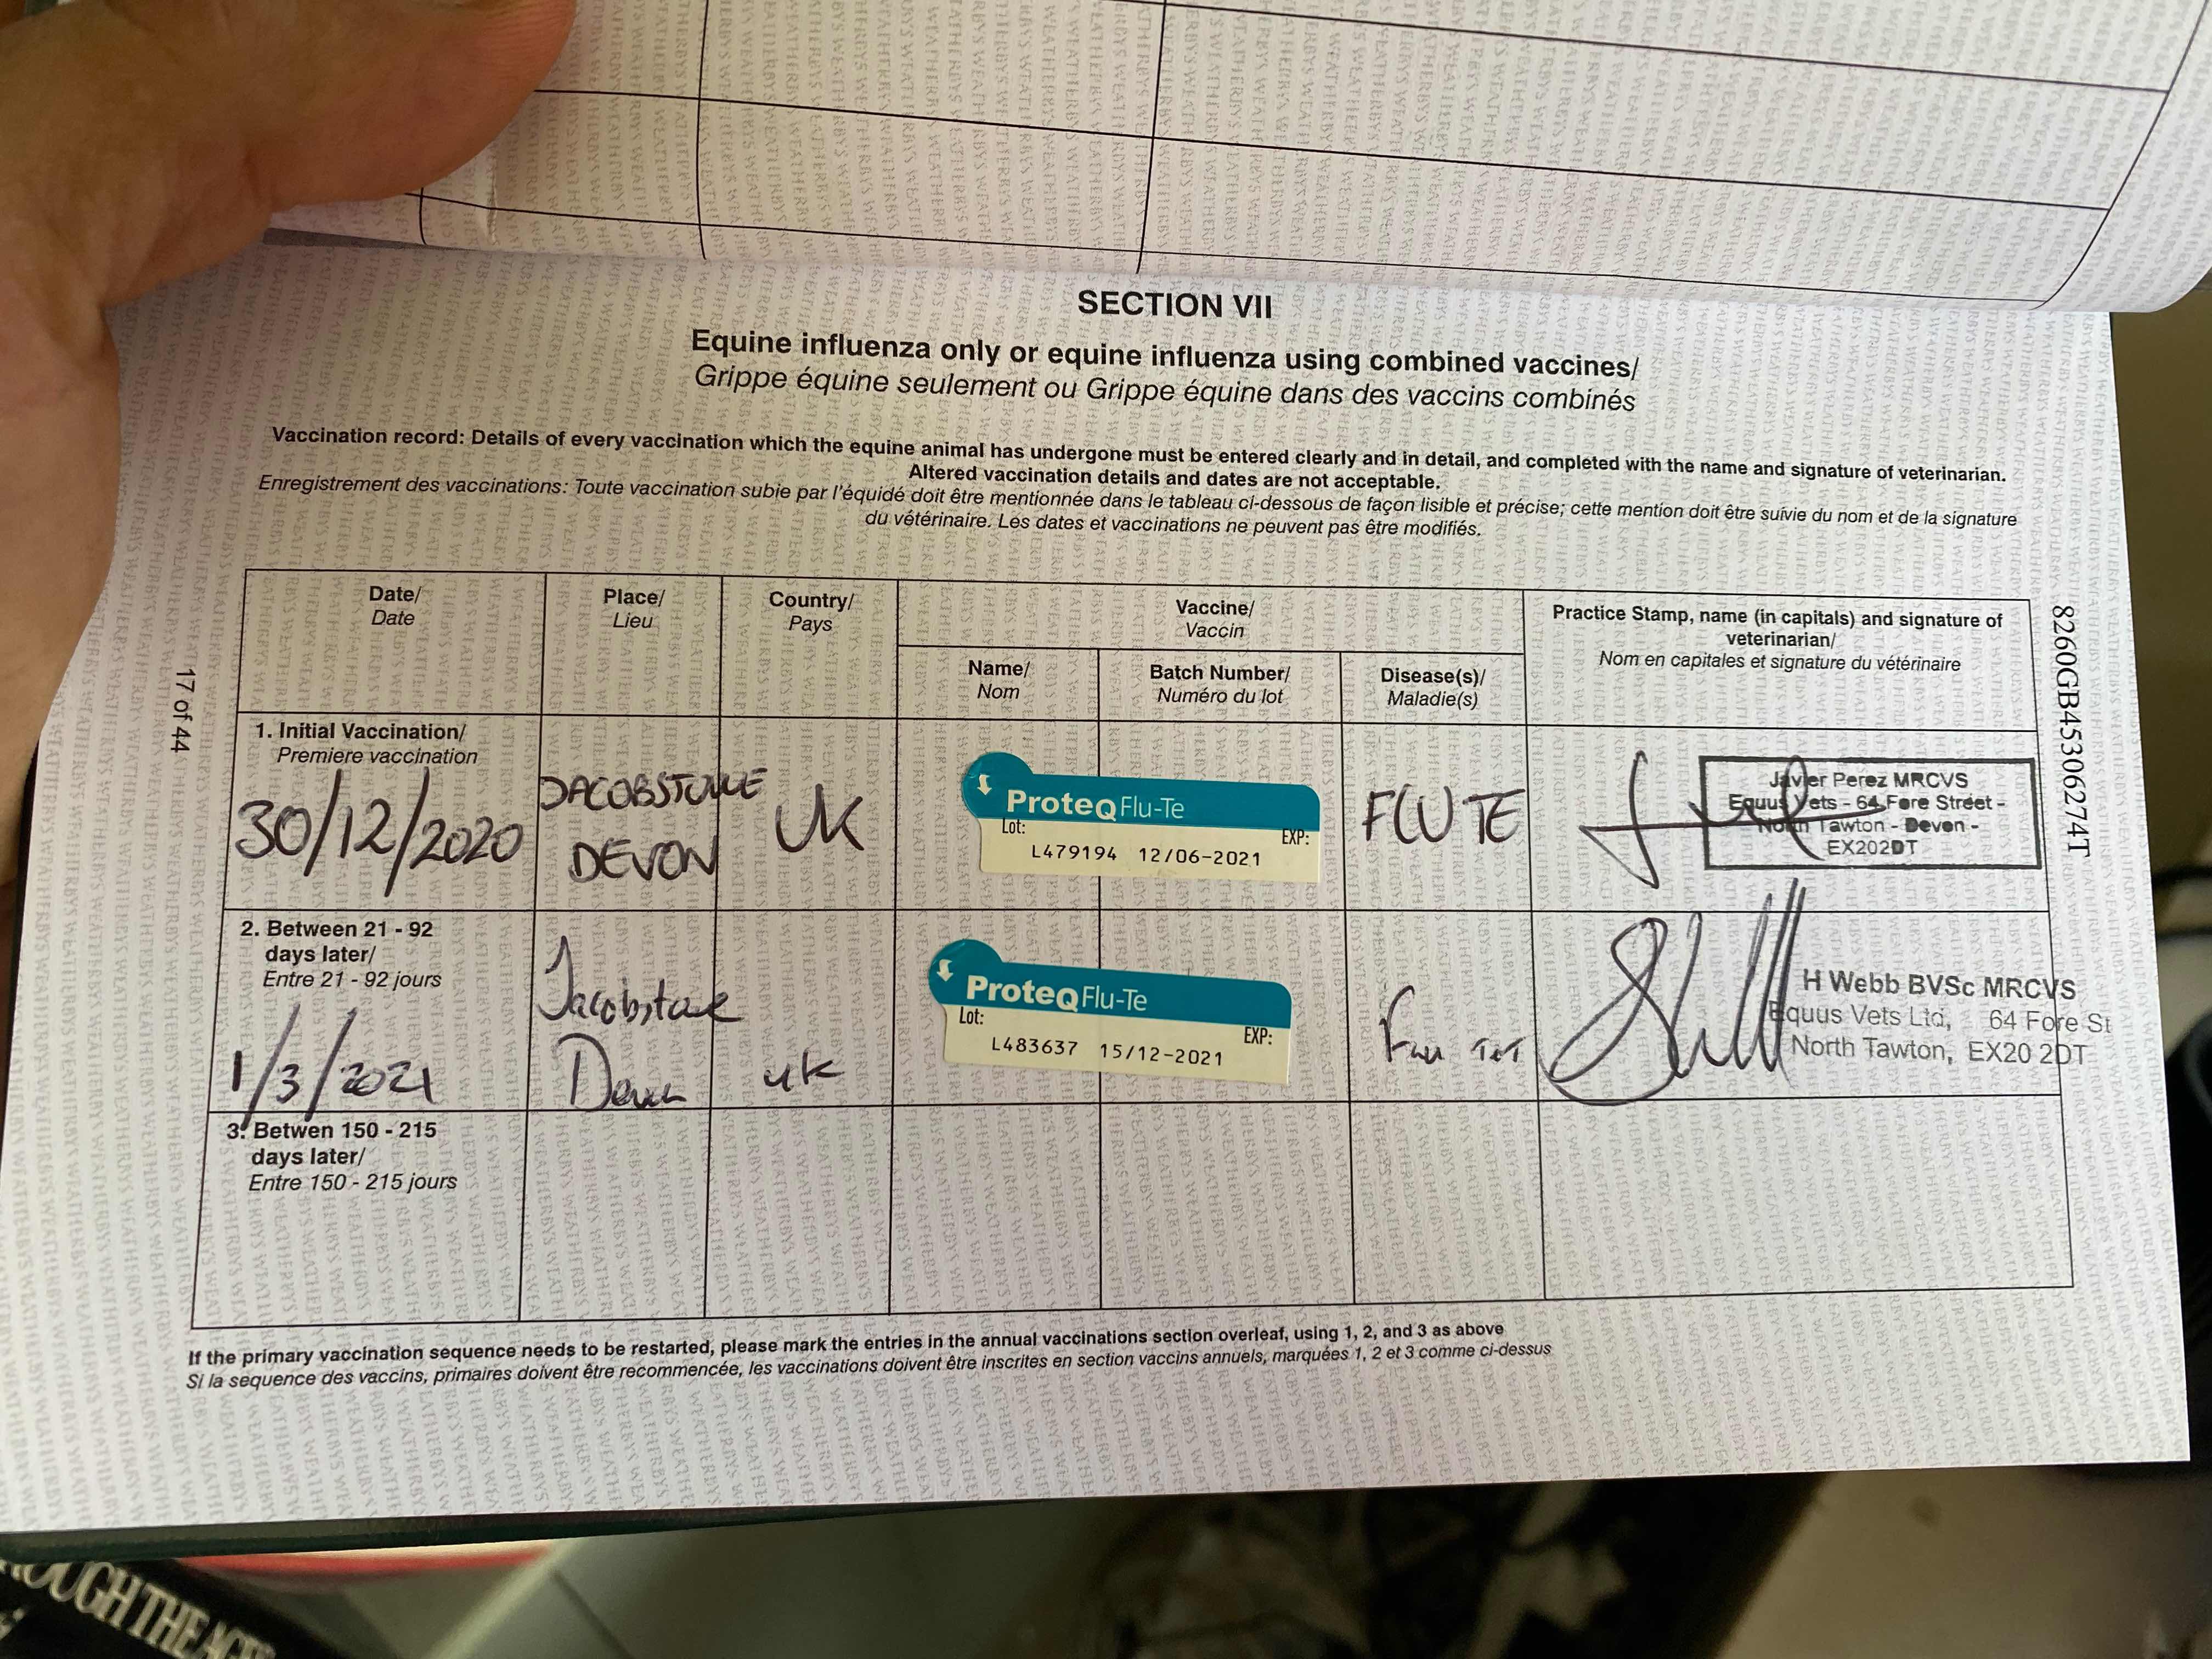 SECTION VII
Equine influenza only or equine influenza using combined vaccines/
Grippe équine seulement ou Grippe équine dans des vaccins combinés
Vaccination record: Details of every vaccination which the equine animal has undergone must be entered clearly and in detail, and completed with the name and signature of veterinarian.
Altered vaccination details and dates are not acceptable.
Enregistrement des vaccinations: Toute vaccination subie par l'équidé doit être mentionnée dans le tableau ci-dessous de façon lisible et précise; cette mention doit être suivie du nom et de la signature
du vétérinaire. Les dates et vaccinations ne peuvent pas être modifiés.
Date/
Date
Place/
Lieu
Country/
Pays
Vaccine/
Vaccin
Name/
Nom
Batch Number/
Numéro du lot
Disease(s)/
Maladie(s)
Practice Stamp, name (in capitals) and signature of
veterinarian/
Nom en capitales et signature du vétérinaire
1. Initial Vaccination/
Premiere vaccination
30/12/2020
DEVON
UK
ProteqFlu-Te
Lot: EXP:
L479194 12/06-2021
FLU TE
Javier Perez MRCVS
Equus Vets - 64 Fore Street -
North Tawton - Devon -
EX202DT
2. Between 21 - 92
days later/
Entre 21 - 92 jours
1/3/2021
Devon
UK
ProteqFlu-Te
Lot: EXP:
L483637 15/12-2021
Flu TeT
H Webb BVSc MRCVS
Equus Vets Ltd, 64 Fore St
North Tawton, EX20 2DT
3. Betwen 150 - 215
days later/
Entre 150 - 215 jours
If the primary vaccination sequence needs to be restarted, please mark the entries in the annual vaccinations section overleaf, using 1, 2, and 3 as above
Si la sequence des vaccins, primaires doivent être recommencée, les vaccinations doivent être inscrites en section vaccins annuels, marquées 1, 2 et 3 comme ci-dessus
17 of 44
8260GB45306274T